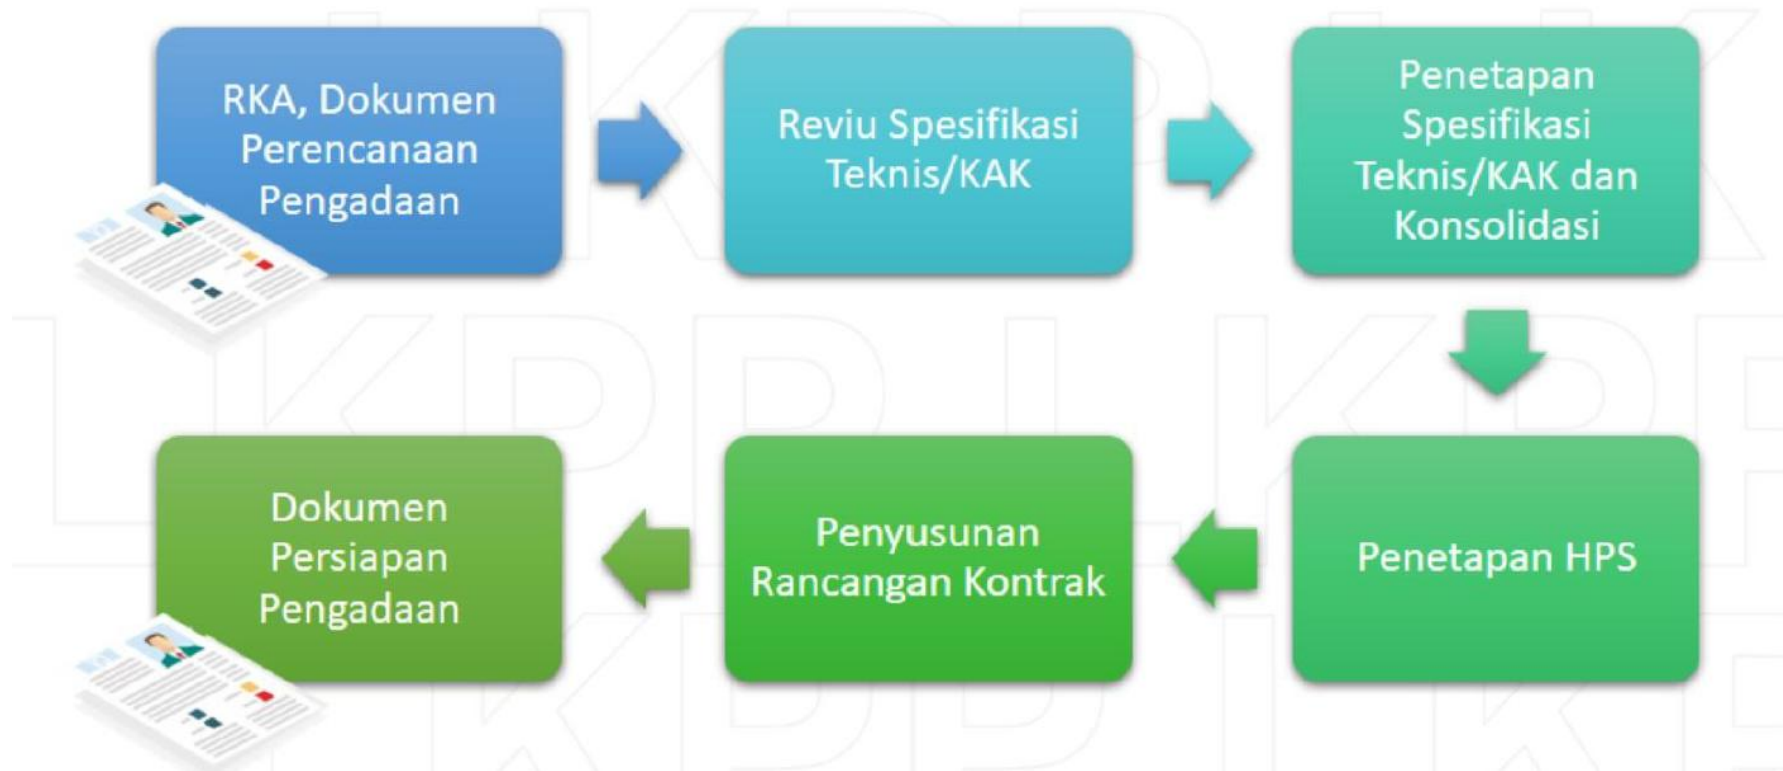 RKA, Dokumen
Perencanaan
Pengadaan
Reviu Spesifikasi
Teknis/KAK
Penetapan
Spesifikasi
Teknis/KAK dan
Konsolidasi
Penetapan HPS
Penyusunan
Rancangan Kontrak
Dokumen
Persiapan
Pengadaan